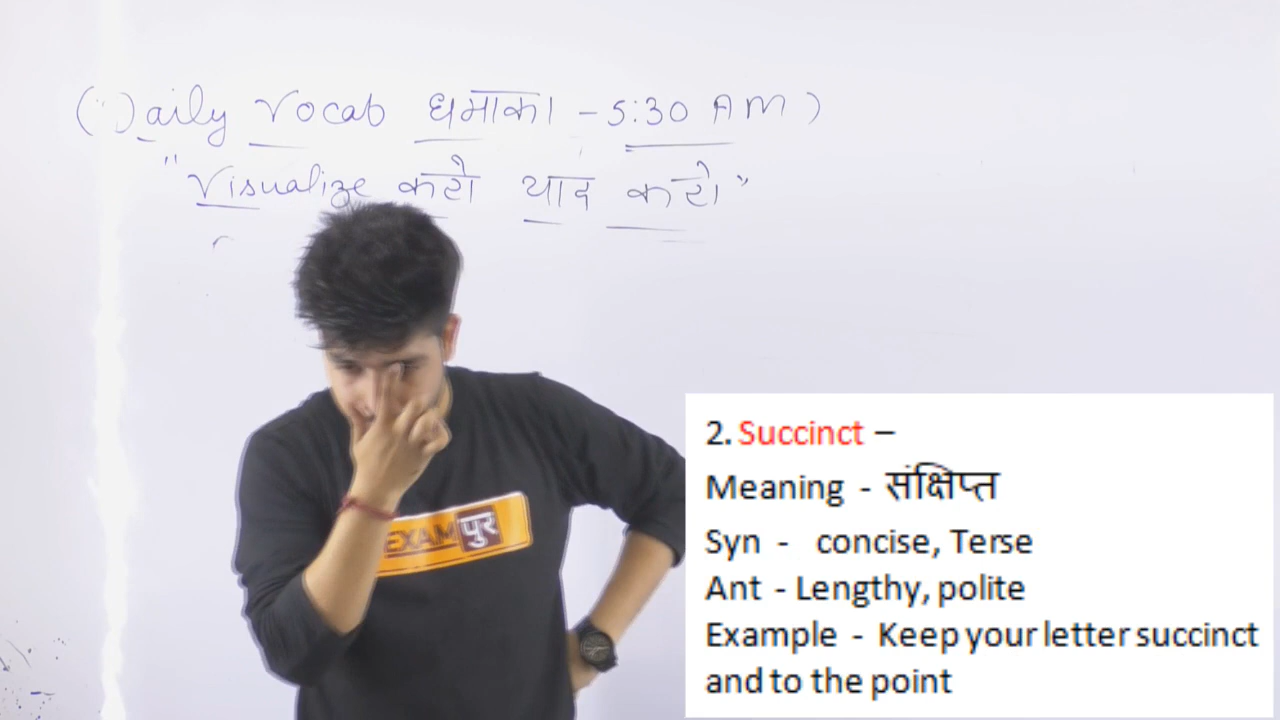 (Daily Vocab धमाका - 5:30 AM)
"Visualize करो याद करो"
EXAM पुर
2. Succinct –
Meaning - संक्षिप्त
Syn - concise, Terse
Ant - Lengthy, polite
Example - Keep your letter succinct
and to the point